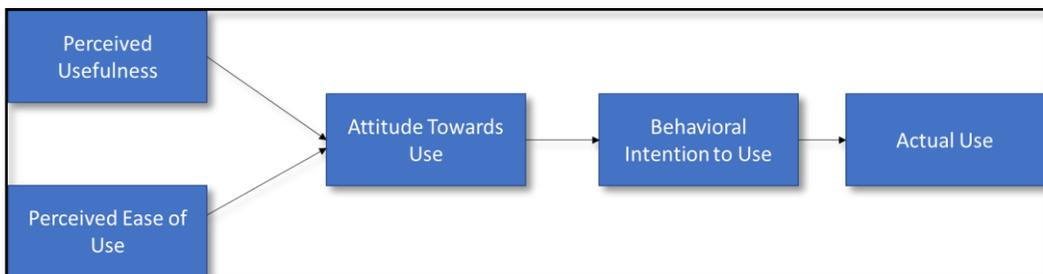 Perceived
Usefulness
Perceived Ease of
Use
Attitude Towards
Use
Behavioral
Intention to Use
Actual Use